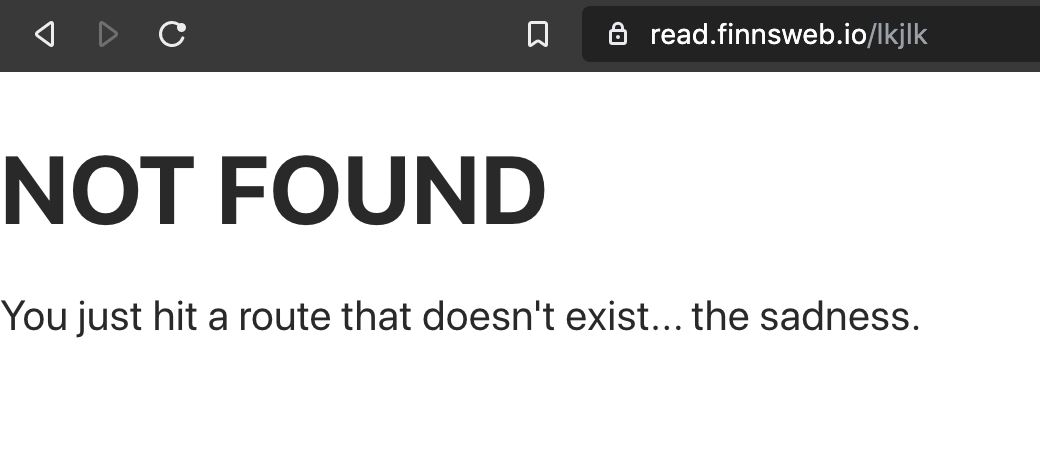 read.finnsweb.io/lkjlk
NOT FOUND
You just hit a route that doesn't exist... the sadness.